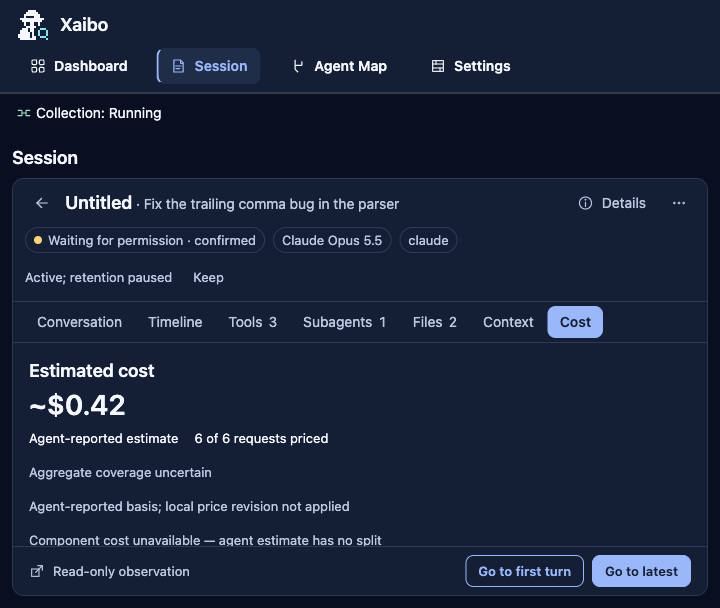 Xaibo
Dashboard Session Agent Map Settings
Collection: Running
Session
Untitled · Fix the trailing comma bug in the parser Details ···
Waiting for permission · confirmed Claude Opus 5.5 claude
Active; retention paused Keep
Conversation Timeline Tools 3 Subagents 1 Files 2 Context Cost
Estimated cost
~$0.42
Agent-reported estimate 6 of 6 requests priced
Aggregate coverage uncertain
Agent-reported basis; local price revision not applied
Component cost unavailable — agent estimate has no split
Read-only observation Go to first turn Go to latest